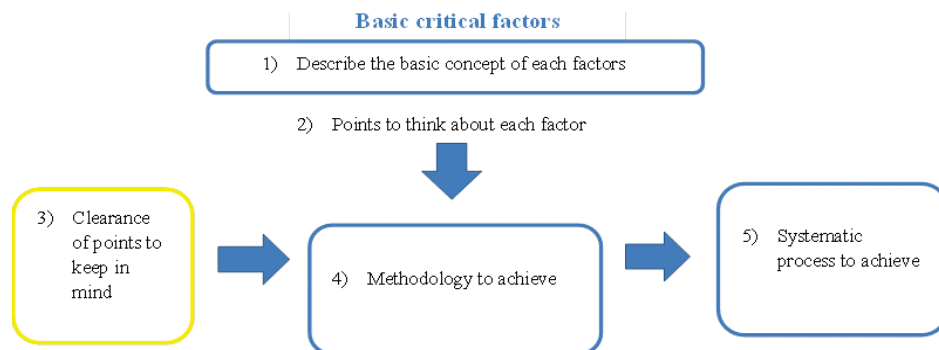 Basic critical factors
1) Describe the basic concept of each factors
2) Points to think about each factor
3) Clearance
of points to
keep in
mind
4) Methodology to achieve
5) Systematic
process to achieve